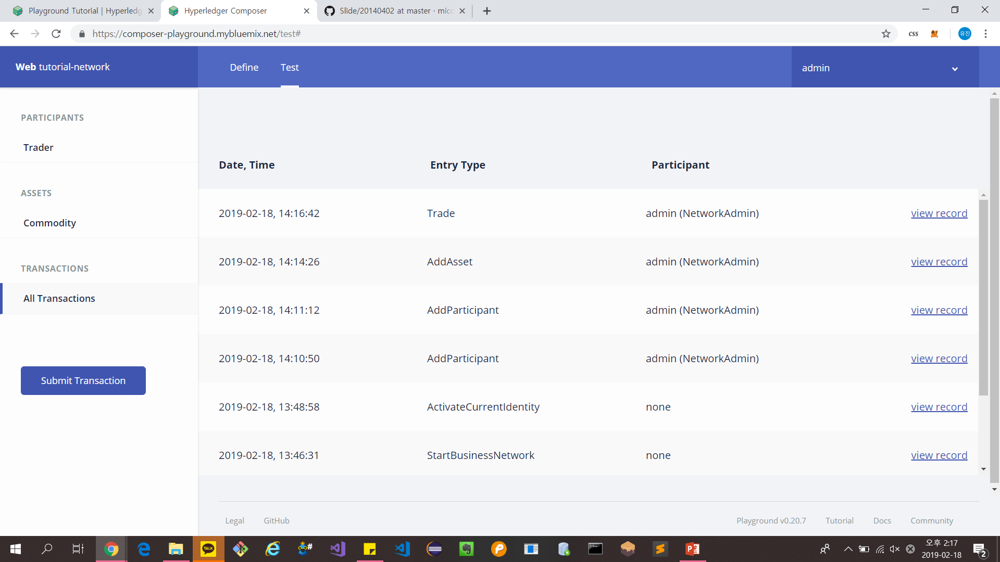 Playground Tutorial | Hyperledg
Hyperledger Composer
Slide/20140402 at master · micc
https://composer-playground.mybluemix.net/test#
css
유진
Web tutorial-network
Define
Test
admin
PARTICIPANTS
Trader
ASSETS
Commodity
TRANSACTIONS
All Transactions
Submit Transaction
Date, Time Entry Type Participant
2019-02-18, 14:16:42 Trade admin (NetworkAdmin) view record
2019-02-18, 14:14:26 AddAsset admin (NetworkAdmin) view record
2019-02-18, 14:11:12 AddParticipant admin (NetworkAdmin) view record
2019-02-18, 14:10:50 AddParticipant admin (NetworkAdmin) view record
2019-02-18, 13:48:58 ActivateCurrentIdentity none view record
2019-02-18, 13:46:31 StartBusinessNetwork none view record
Legal GitHub Playground v0.20.7 Tutorial Docs Community
TALK
오후 2:17
2019-02-18
2